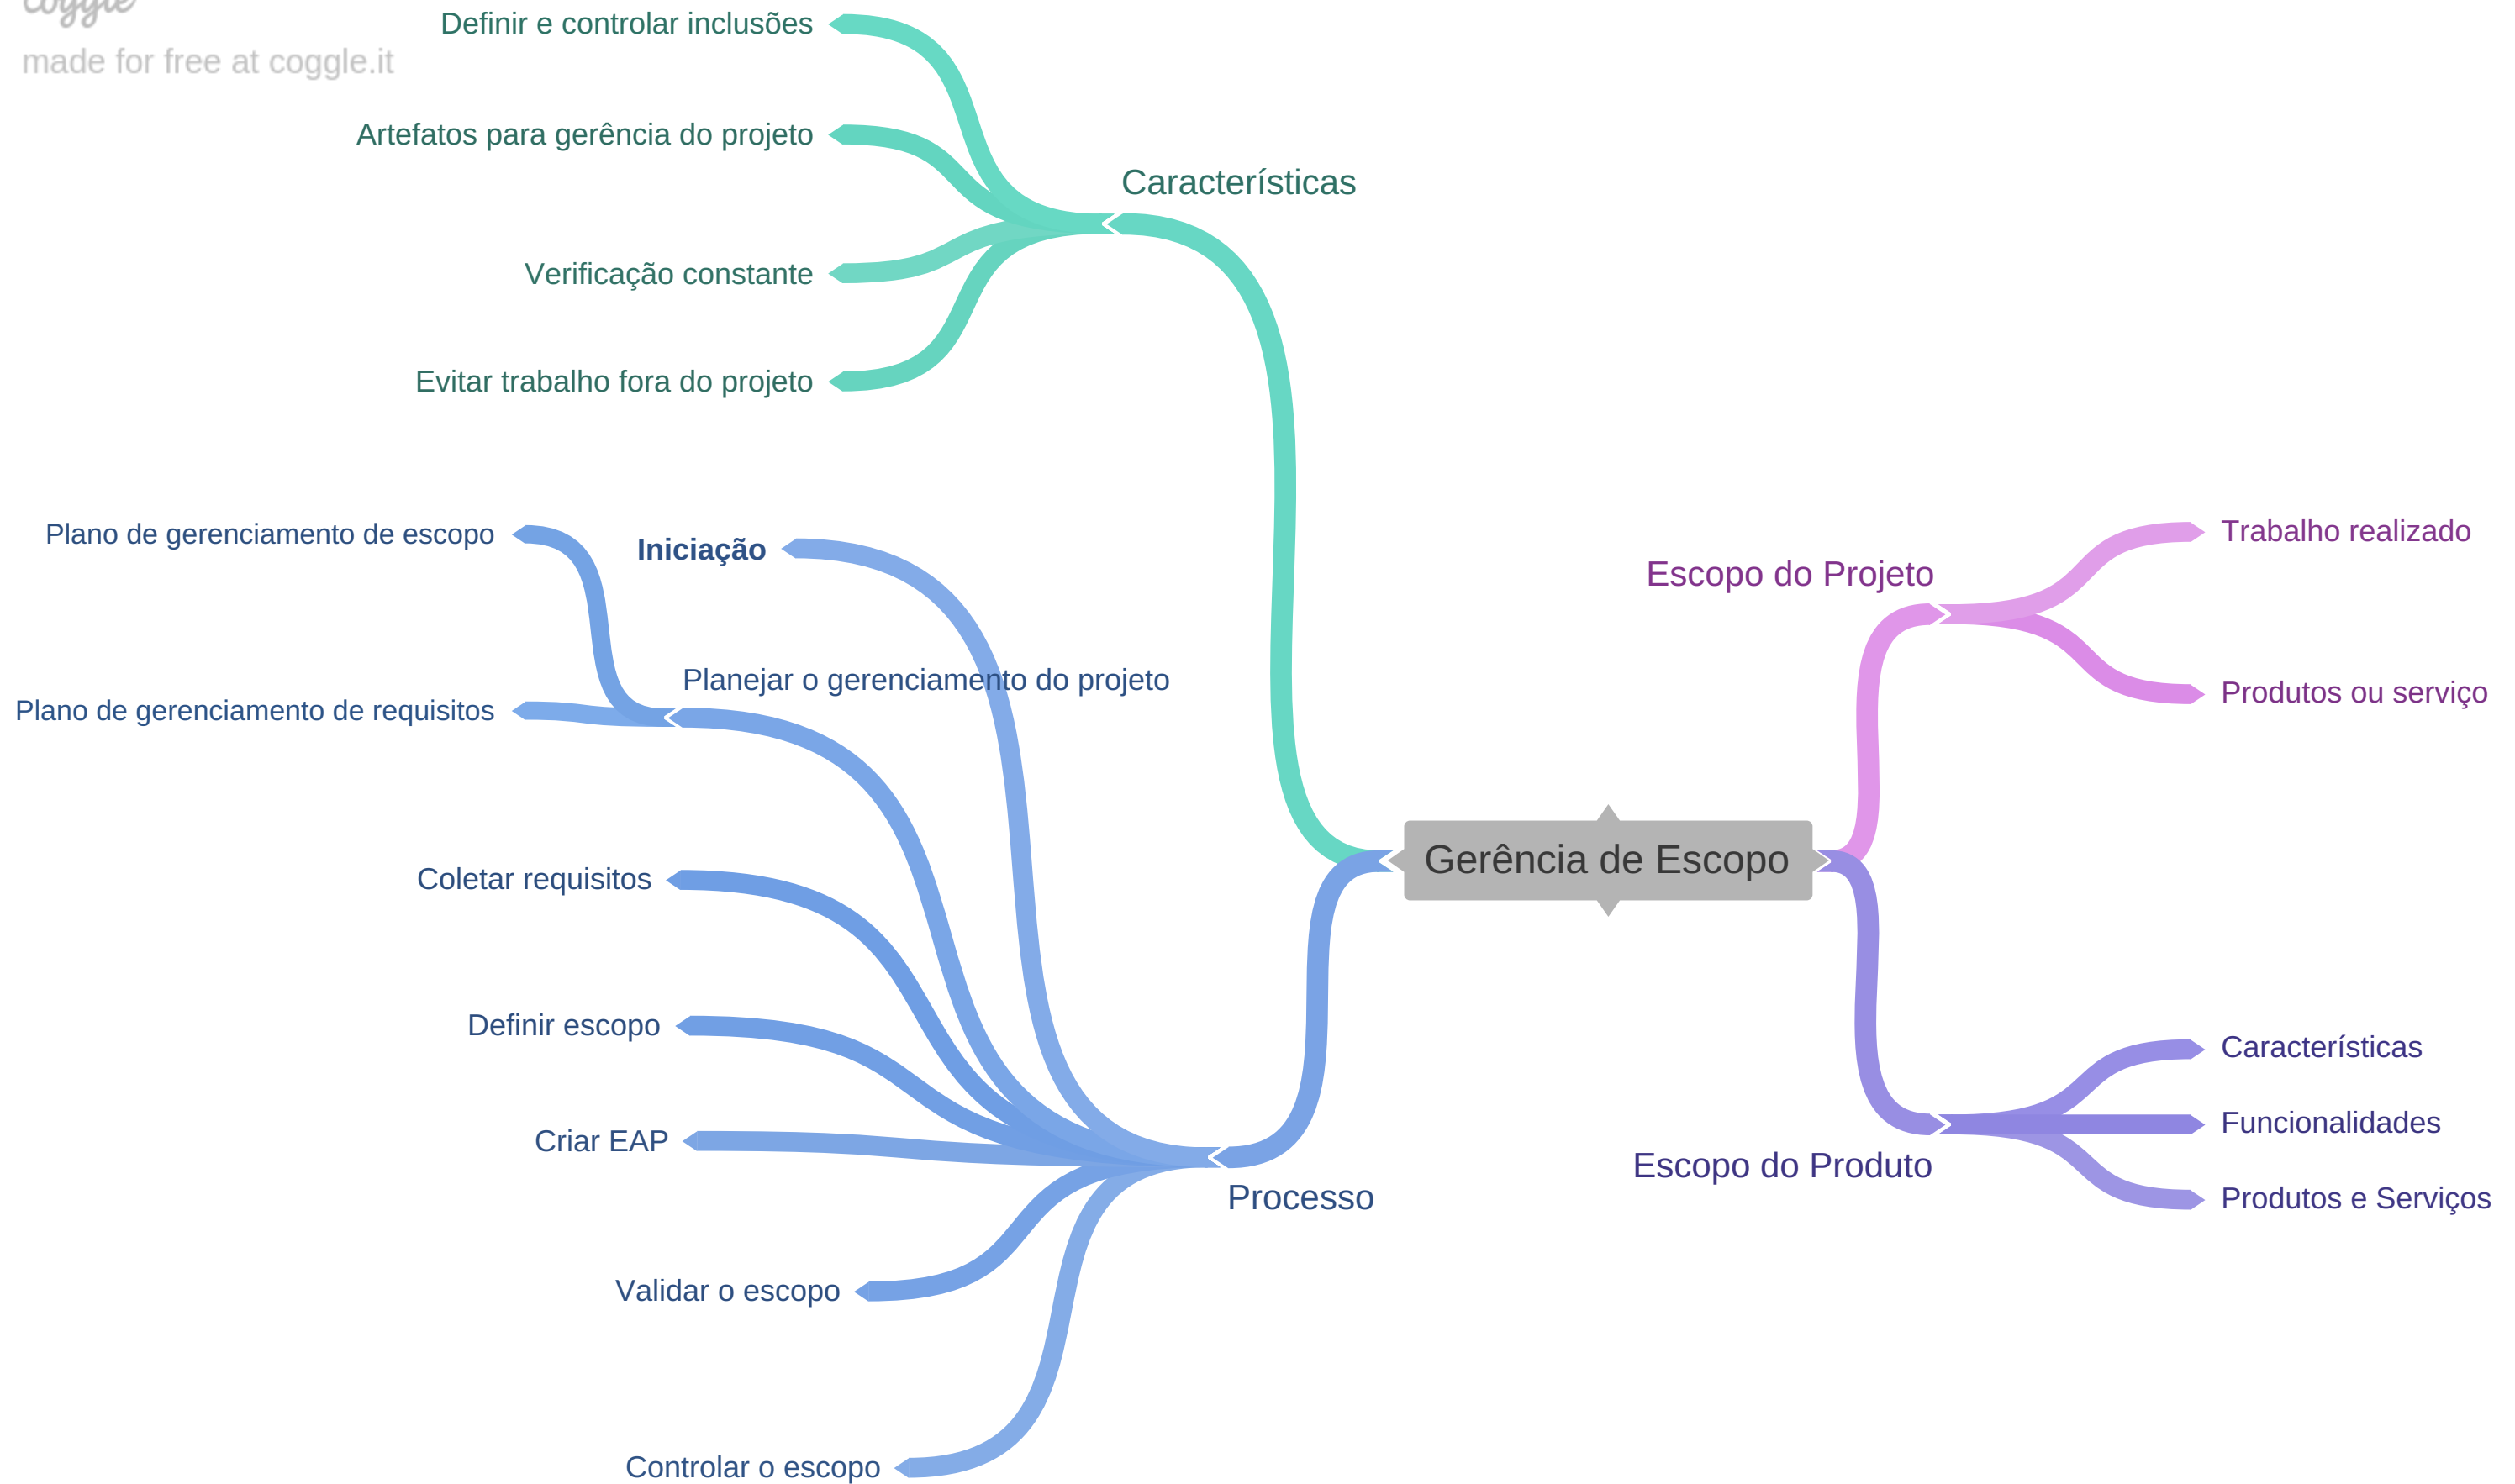 coggle
made for free at coggle.it
Definir e controlar inclusões
Artefatos para gerência do projeto
Características
Verificação constante
Evitar trabalho fora do projeto
Plano de gerenciamento de escopo
Iniciação
Planejar o gerenciamento do projeto
Plano de gerenciamento de requisitos
Coletar requisitos
Definir escopo
Criar EAP
Processo
Validar o escopo
Controlar o escopo
Gerência de Escopo
Escopo do Projeto
Trabalho realizado
Produtos ou serviço
Escopo do Produto
Características
Funcionalidades
Produtos e Serviços